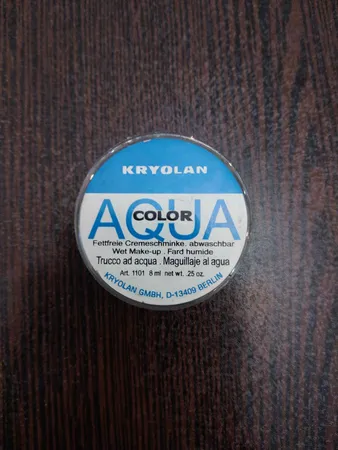 KRYOLAN
AQUA
COLOR
Fettfreie Cremeschminke. abwaschbar
Wet Make-up . Fard humide
Trucco ad acqua . Maguillaje al agua
Art. 1101 8 ml net wt. .25 oz.
KRYOLAN GMBH, D-13409 BERLIN